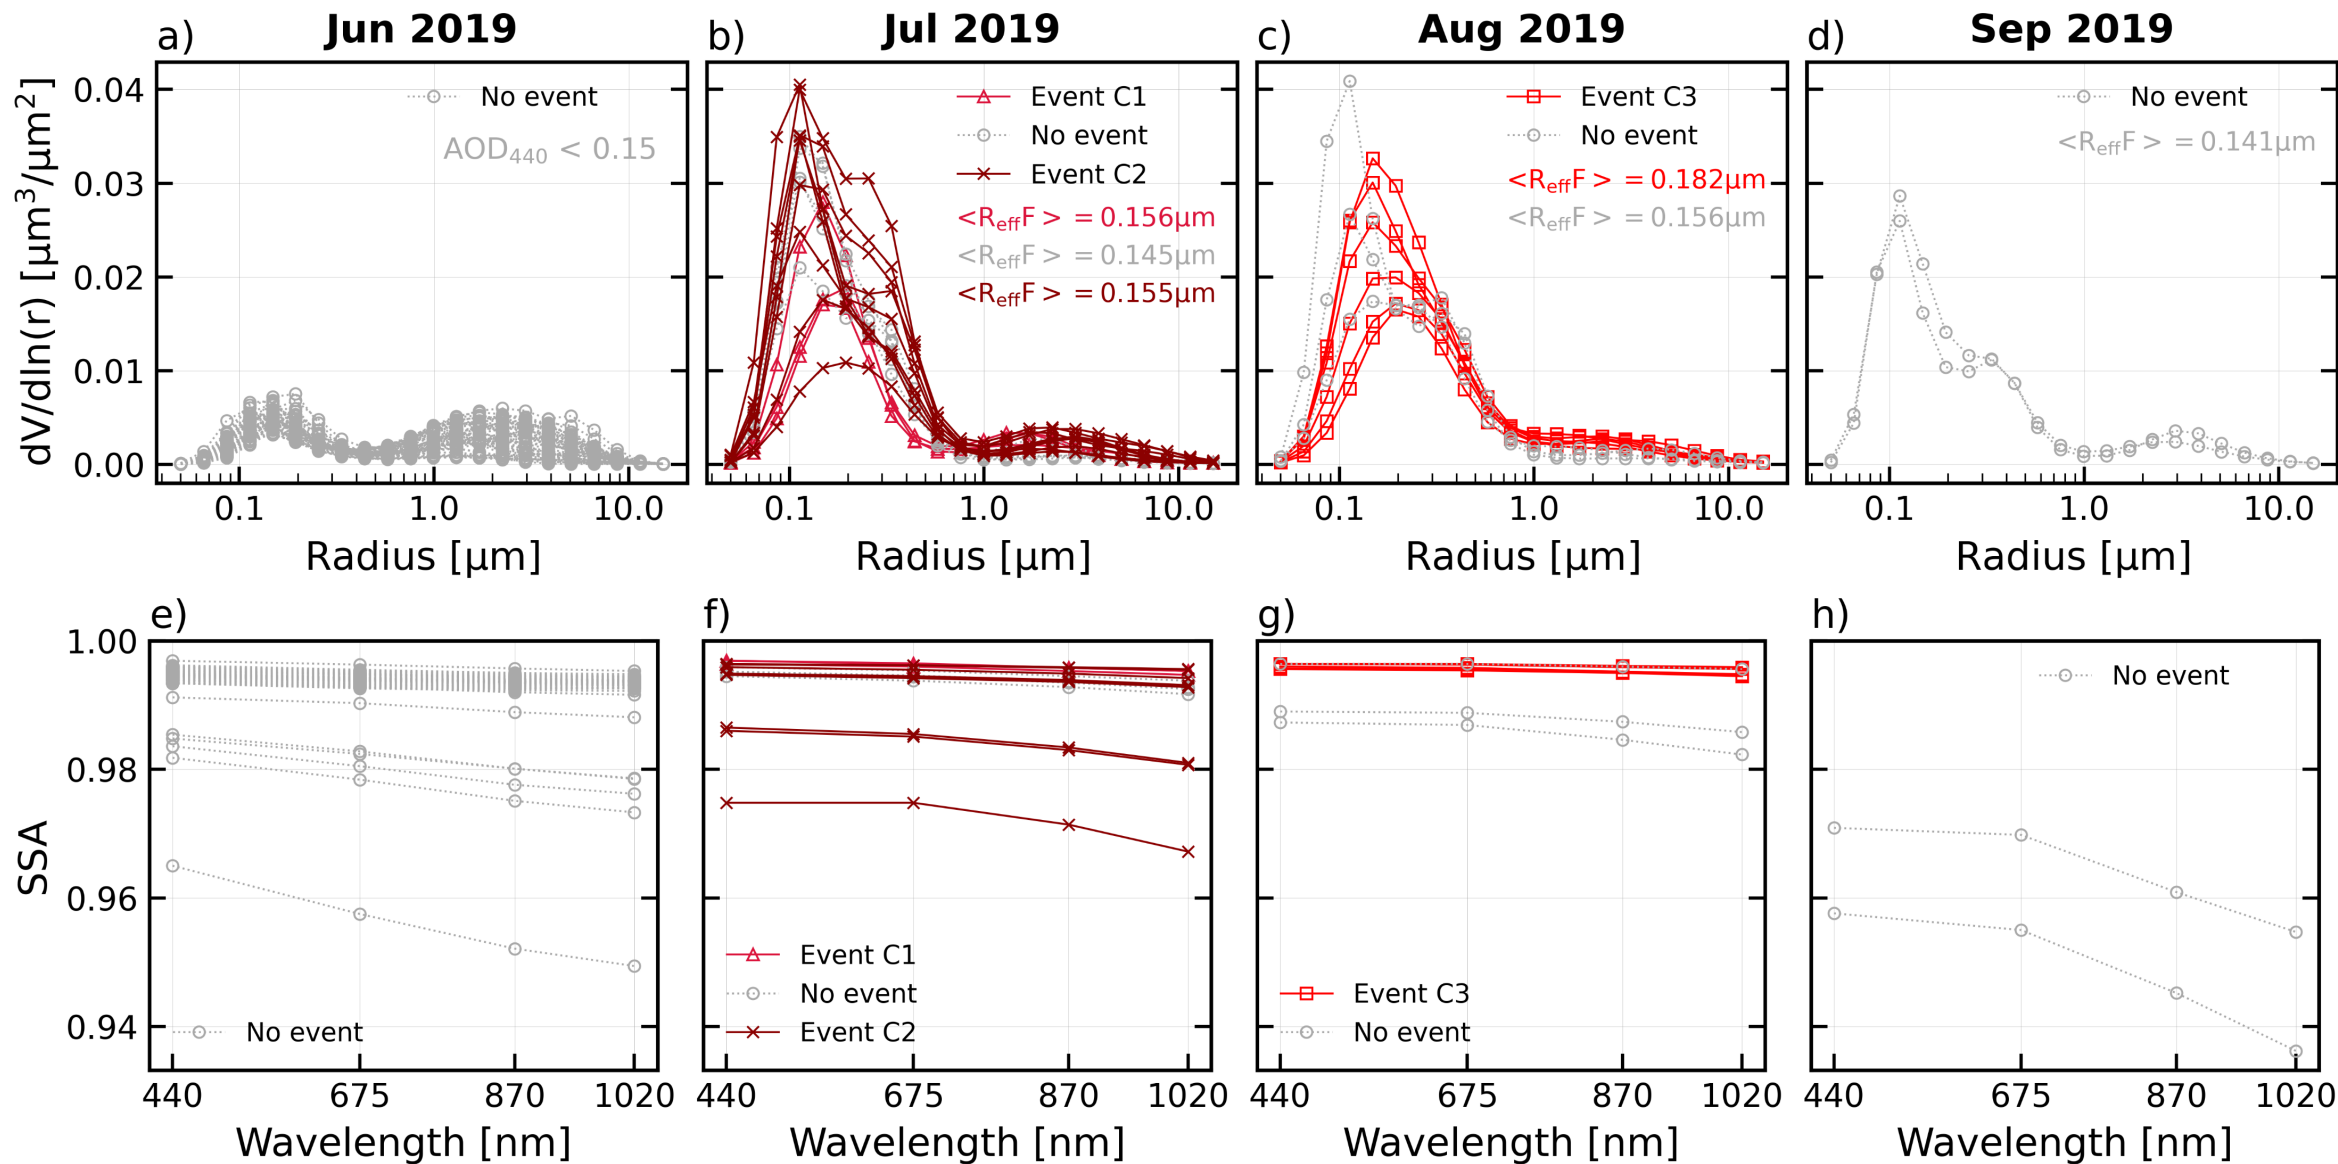 a) Jun 2019
b) Jul 2019
c) Aug 2019
d) Sep 2019
dV/dln(r) [μm³/μm²]
0.04
0.03
0.02
0.01
0.00
No event
AOD₄₄₀ < 0.15
0.1 1.0 10.0
Radius [μm]
Event C1
No event
Event C2
<R_effF> = 0.156μm
<R_effF> = 0.145μm
<R_effF> = 0.155μm
0.1 1.0 10.0
Radius [μm]
Event C3
No event
<R_effF> = 0.182μm
<R_effF> = 0.156μm
0.1 1.0 10.0
Radius [μm]
No event
<R_effF> = 0.141μm
0.1 1.0 10.0
Radius [μm]
e)
SSA
1.00
0.98
0.96
0.94
No event
440 675 870 1020
Wavelength [nm]
f)
Event C1
No event
Event C2
440 675 870 1020
Wavelength [nm]
g)
Event C3
No event
440 675 870 1020
Wavelength [nm]
h)
No event
440 675 870 1020
Wavelength [nm]